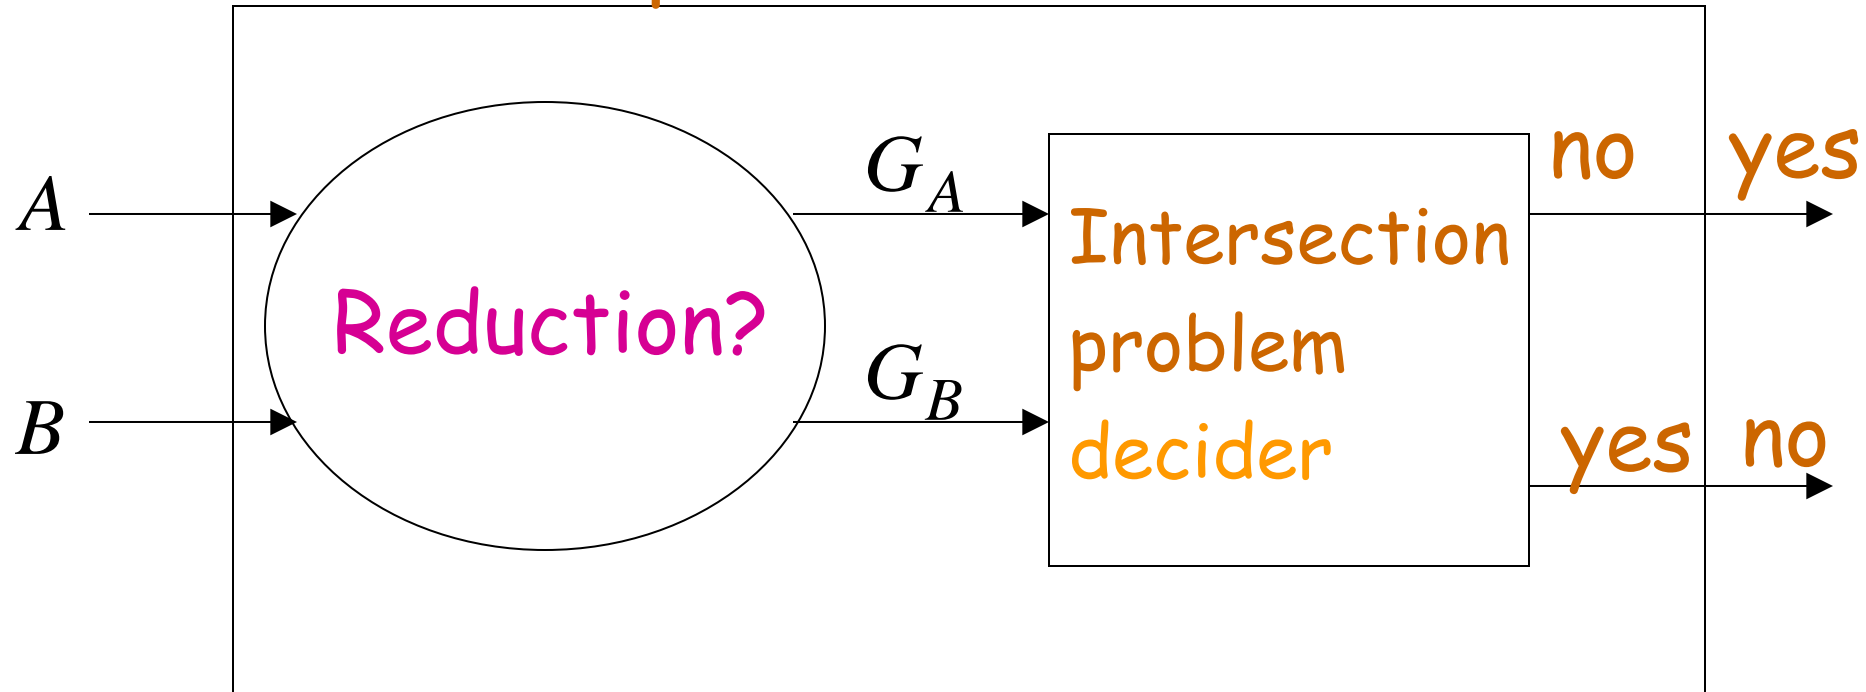 A
B
Reduction?
G_A
G_B
Intersection
problem
decider
no yes
yes no